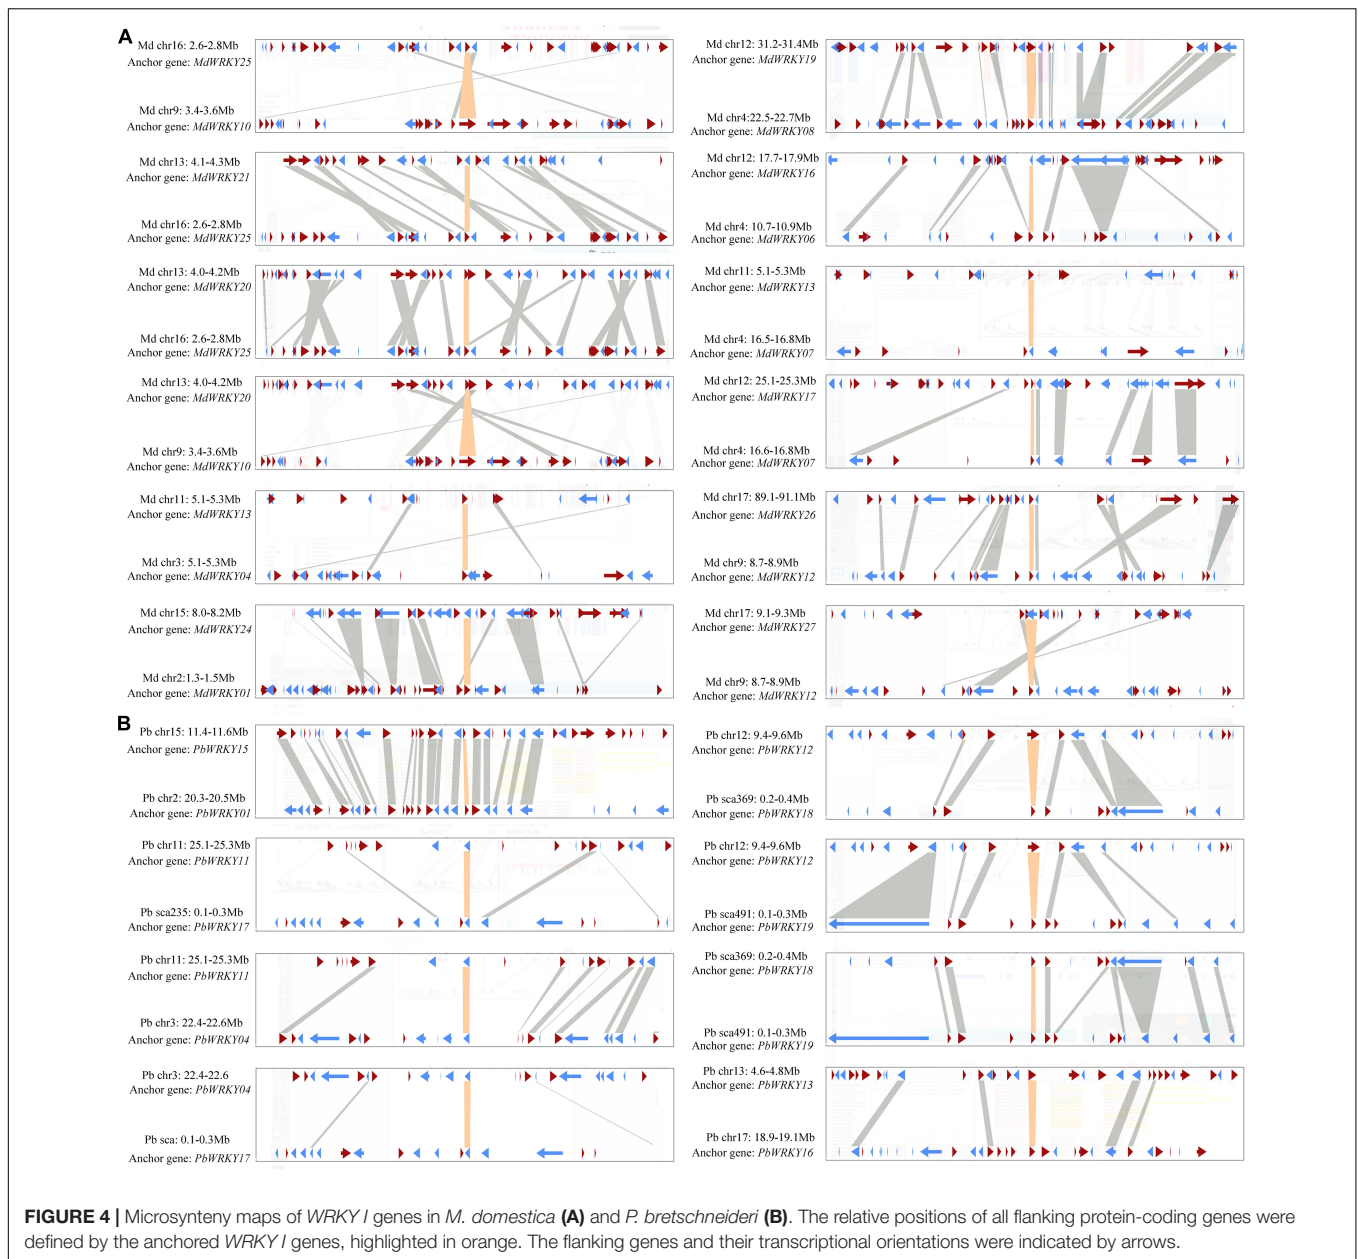 A
Md chr16: 2.6-2.8Mb
Anchor gene: MdWRKY25
Md chr9: 3.4-3.6Mb
Anchor gene: MdWRKY10
Md chr13: 4.1-4.3Mb
Anchor gene: MdWRKY21
Md chr16: 2.6-2.8Mb
Anchor gene: MdWRKY25
Md chr13: 4.0-4.2Mb
Anchor gene: MdWRKY20
Md chr16: 2.6-2.8Mb
Anchor gene: MdWRKY25
Md chr13: 4.0-4.2Mb
Anchor gene: MdWRKY20
Md chr9: 3.4-3.6Mb
Anchor gene: MdWRKY10
Md chr11: 5.1-5.3Mb
Anchor gene: MdWRKY13
Md chr3: 5.1-5.3Mb
Anchor gene: MdWRKY04
Md chr15: 8.0-8.2Mb
Anchor gene: MdWRKY24
Md chr2:1.3-1.5Mb
Anchor gene: MdWRKY01
Md chr12: 31.2-31.4Mb
Anchor gene: MdWRKY19
Md chr4:22.5-22.7Mb
Anchor gene: MdWRKY08
Md chr12: 17.7-17.9Mb
Anchor gene: MdWRKY16
Md chr4: 10.7-10.9Mb
Anchor gene: MdWRKY06
Md chr11: 5.1-5.3Mb
Anchor gene: MdWRKY13
Md chr4: 16.5-16.8Mb
Anchor gene: MdWRKY07
Md chr12: 25.1-25.3Mb
Anchor gene: MdWRKY17
Md chr4: 16.6-16.8Mb
Anchor gene: MdWRKY07
Md chr17: 89.1-91.1Mb
Anchor gene: MdWRKY26
Md chr9: 8.7-8.9Mb
Anchor gene: MdWRKY12
Md chr17: 9.1-9.3Mb
Anchor gene: MdWRKY27
Md chr9: 8.7-8.9Mb
Anchor gene: MdWRKY12
B
Pb chr15: 11.4-11.6Mb
Anchor gene: PbWRKY15
Pb chr2: 20.3-20.5Mb
Anchor gene: PbWRKY01
Pb chr11: 25.1-25.3Mb
Anchor gene: PbWRKY11
Pb sca235: 0.1-0.3Mb
Anchor gene: PbWRKY17
Pb chr11: 25.1-25.3Mb
Anchor gene: PbWRKY11
Pb chr3: 22.4-22.6Mb
Anchor gene: PbWRKY04
Pb chr3: 22.4-22.6
Anchor gene: PbWRKY04
Pb sca: 0.1-0.3Mb
Anchor gene: PbWRKY17
Pb chr12: 9.4-9.6Mb
Anchor gene: PbWRKY12
Pb sca369: 0.2-0.4Mb
Anchor gene: PbWRKY18
Pb chr12: 9.4-9.6Mb
Anchor gene: PbWRKY12
Pb sca491: 0.1-0.3Mb
Anchor gene: PbWRKY19
Pb sca369: 0.2-0.4Mb
Anchor gene: PbWRKY18
Pb sca491: 0.1-0.3Mb
Anchor gene: PbWRKY19
Pb chr13: 4.6-4.8Mb
Anchor gene: PbWRKY13
Pb chr17: 18.9-19.1Mb
Anchor gene: PbWRKY16
FIGURE 4 | Microsynteny maps of WRKY I genes in M. domestica (A) and P. bretschneideri (B). The relative positions of all flanking protein-coding genes were
defined by the anchored WRKY I genes, highlighted in orange. The flanking genes and their transcriptional orientations were indicated by arrows.